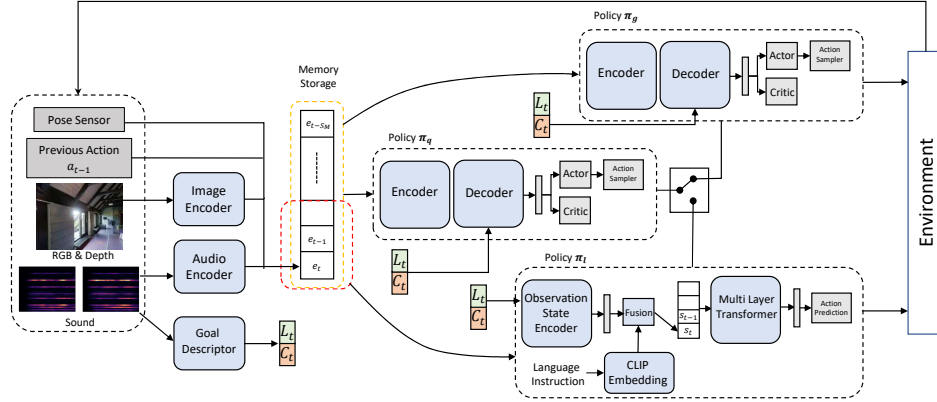 Policy π_g
Encoder
Decoder
Actor
Action
Sampler
Critic
L_t
C_t
Memory
Storage
e_{t−S_M}
e_{t−1}
e_t
Pose Sensor
Previous Action
a_{t−1}
RGB & Depth
Sound
Image
Encoder
Audio
Encoder
Goal
Descriptor
L_t
C_t
Policy π_q
Encoder
Decoder
Actor
Action
Sampler
Critic
L_t
C_t
Policy π_l
L_t
C_t
Observation
State
Encoder
Fusion
Language
Instruction
CLIP
Embedding
s_{t−1}
s_t
Multi Layer
Transformer
Action
Prediction
Environment